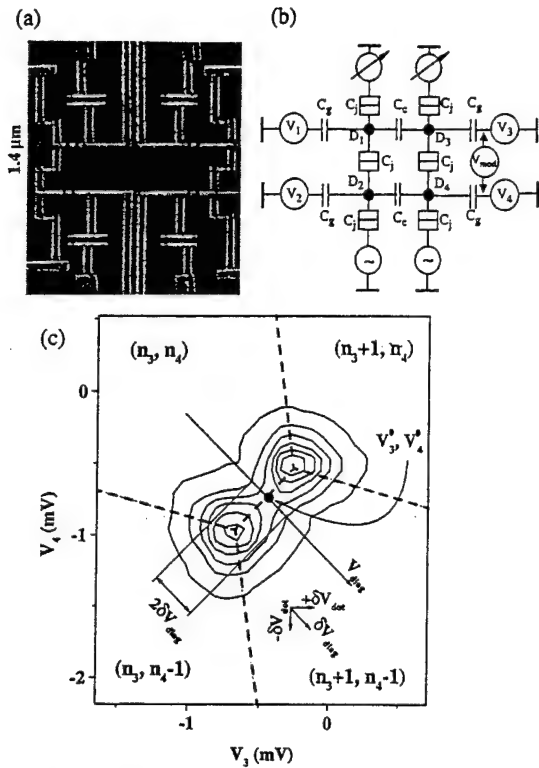 (a)
1.4 μm
(b)
C_g C_j C_c C_j C_g
V_1 D_1 D_3 V_3
C_j C_j V_mod
V_2 D_2 D_4 V_4
C_g C_j C_c C_j C_g
~ ~
(c)
(n_3, n_4) (n_3+1, n_4)
0
V_3^0, V_4^0
-1
V_4 (mV)
V_diag
2δV_diag
+δV_dot
-δV_dot
δV_diag
(n_3, n_4-1) (n_3+1, n_4-1)
-2
-1 0
V_3 (mV)